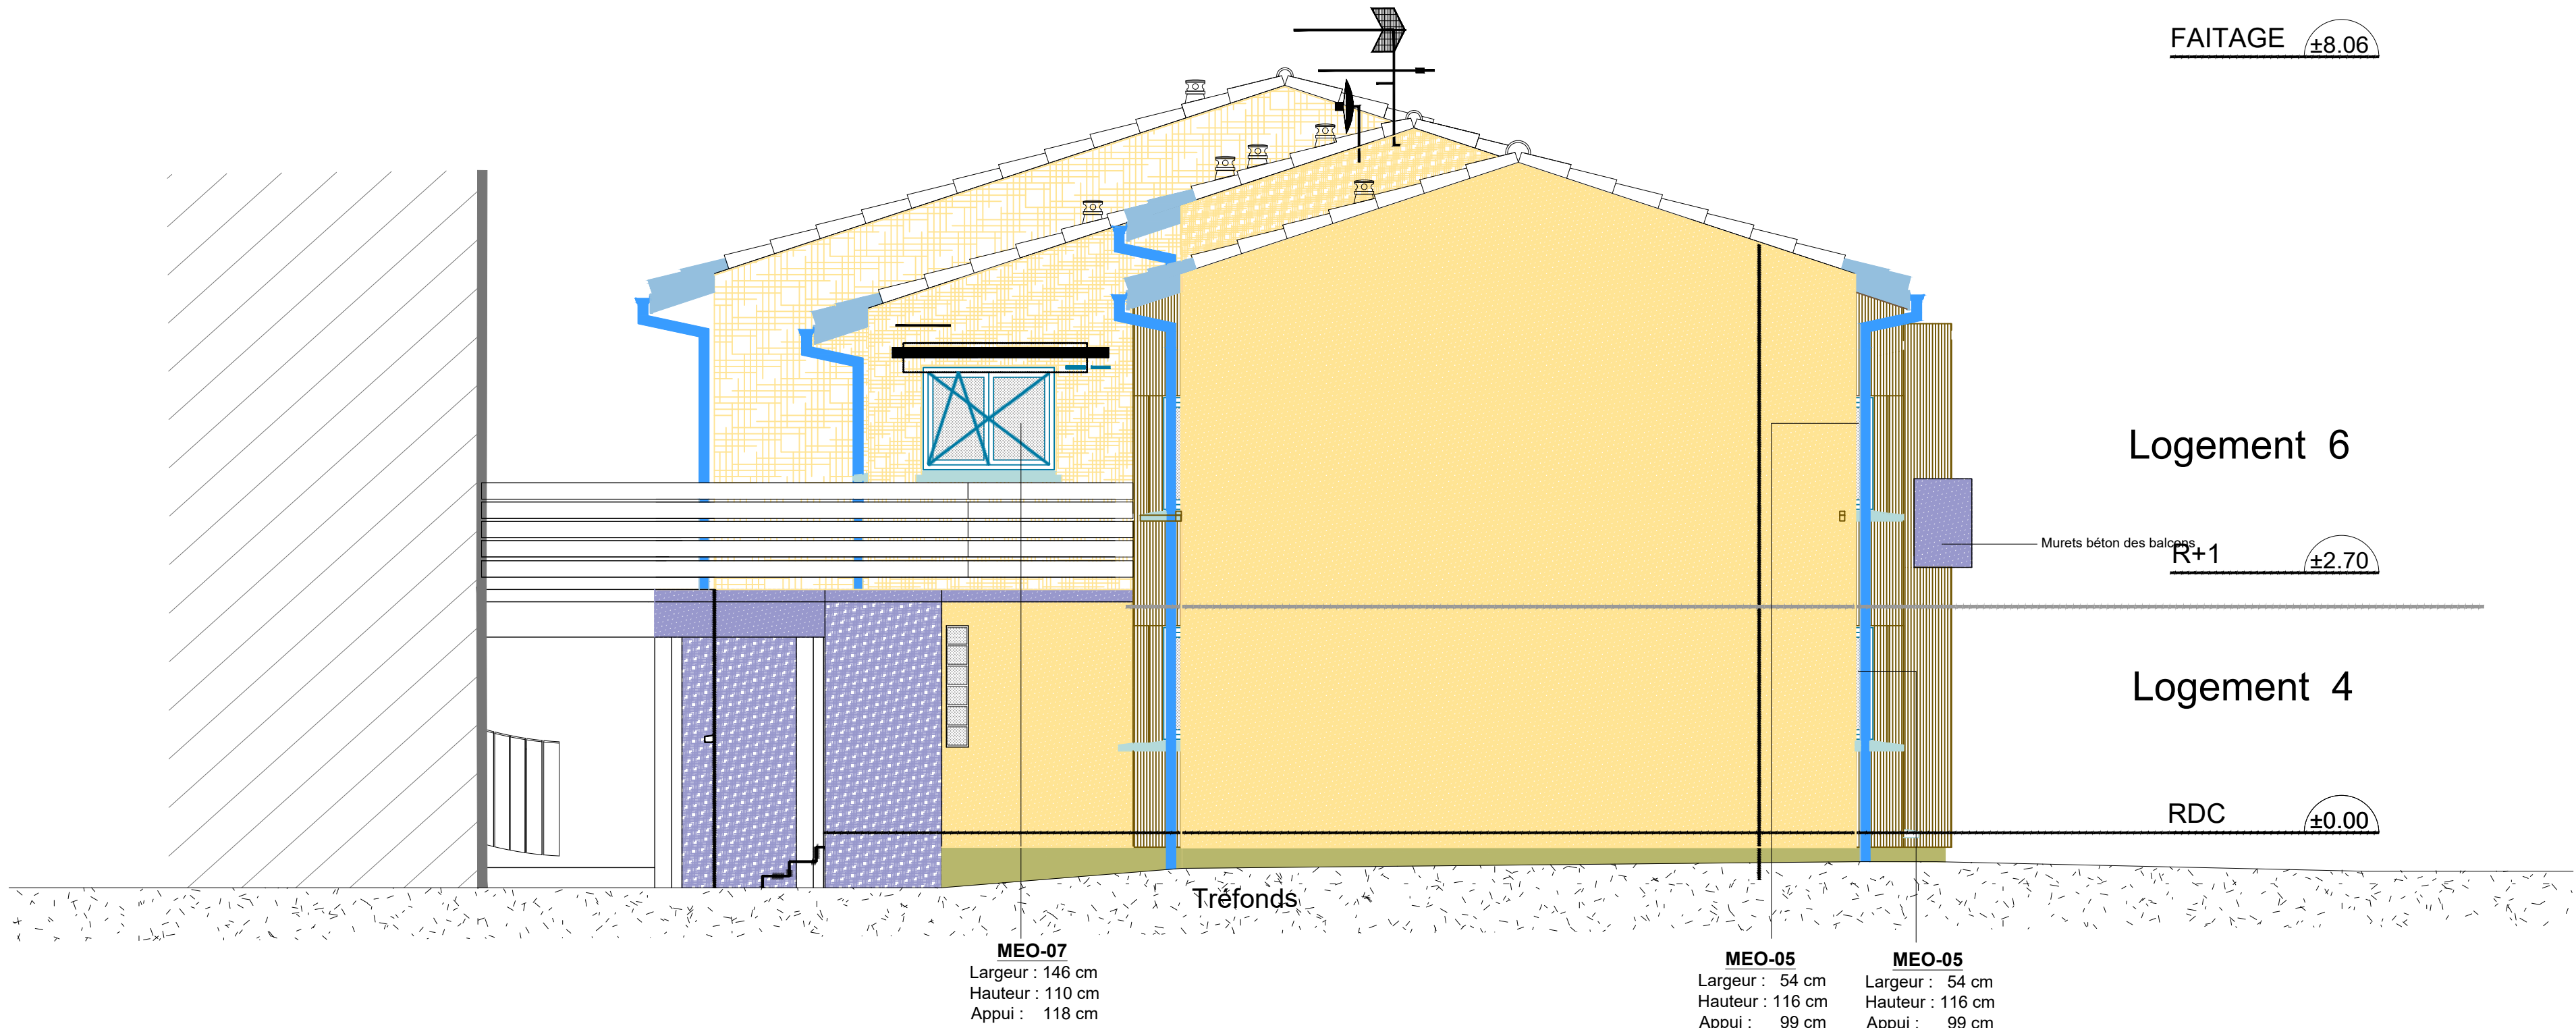 FAITAGE ±8.06
Logement 6
Murets béton des balcons
R+1 ±2.70
Logement 4
RDC ±0.00
Tréfonds
MEO-07
Largeur : 146 cm
Hauteur : 110 cm
Appui : 118 cm
MEO-05
Largeur : 54 cm
Hauteur : 116 cm
Appui : 99 cm
MEO-05
Largeur : 54 cm
Hauteur : 116 cm
Appui : 99 cm